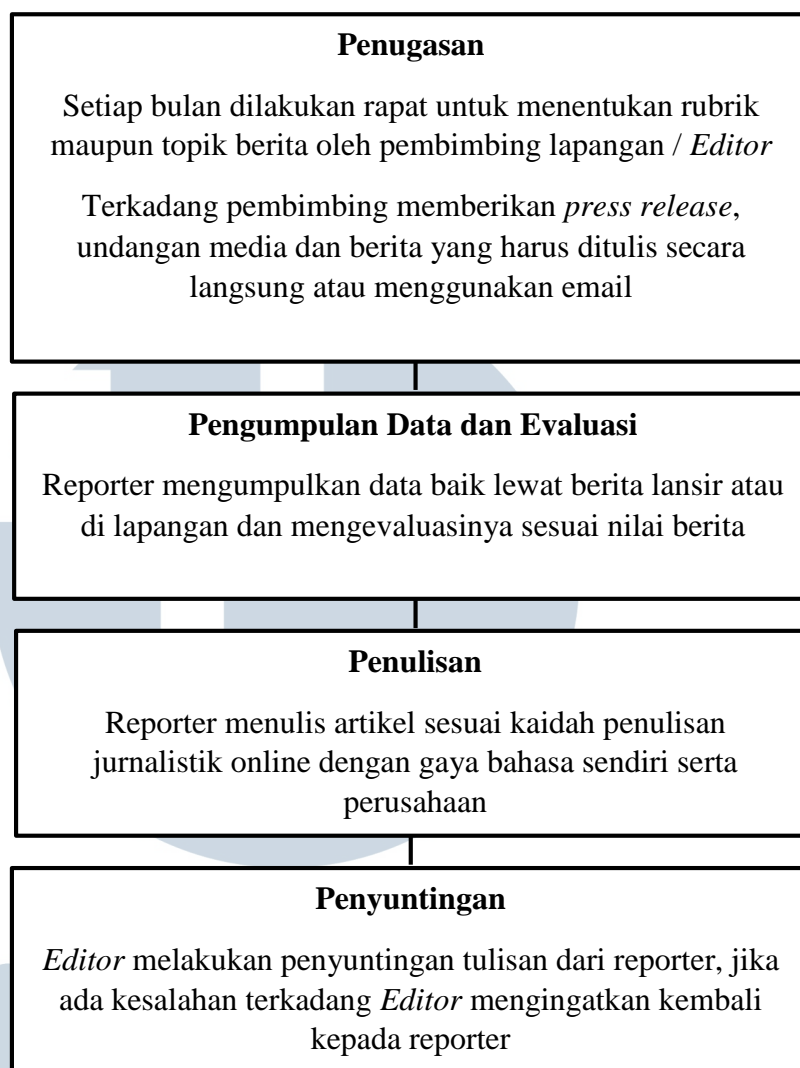 Penugasan
Setiap bulan dilakukan rapat untuk menentukan rubrik
maupun topik berita oleh pembimbing lapangan / Editor
Terkadang pembimbing memberikan press release,
undangan media dan berita yang harus ditulis secara
langsung atau menggunakan email
Pengumpulan Data dan Evaluasi
Reporter mengumpulkan data baik lewat berita lansir atau
di lapangan dan mengevaluasinya sesuai nilai berita
Penulisan
Reporter menulis artikel sesuai kaidah penulisan
jurnalistik online dengan gaya bahasa sendiri serta
perusahaan
Penyuntingan
Editor melakukan penyuntingan tulisan dari reporter, jika
ada kesalahan terkadang Editor mengingatkan kembali
kepada reporter